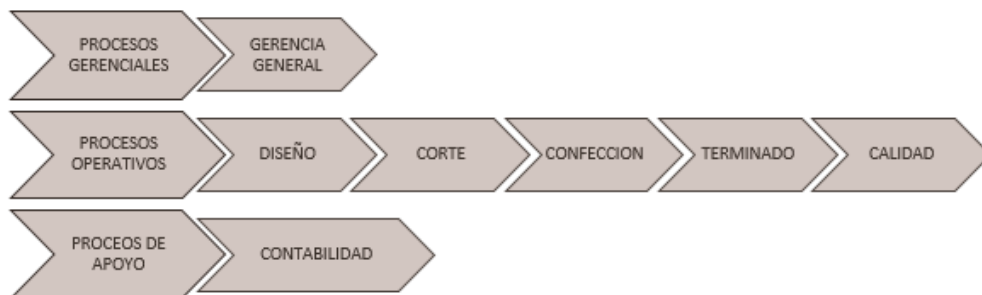 PROCESOS
GERENCIALES
GERENCIA
GENERAL
PROCESOS
OPERATIVOS
DISEÑO
CORTE
CONFECCION
TERMINADO
CALIDAD
PROCEOS DE
APOYO
CONTABILIDAD